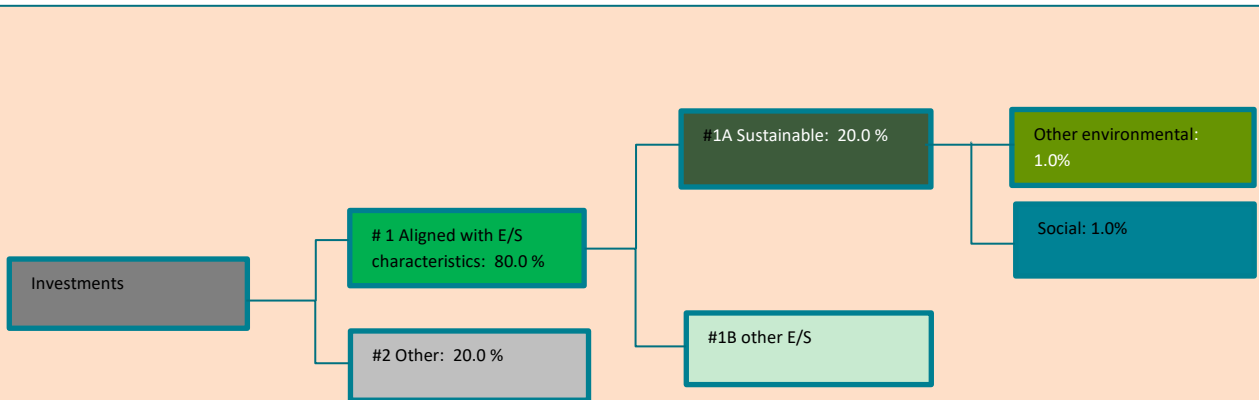 Investments
# 1 Aligned with E/S
characteristics: 80.0 %
#2 Other: 20.0 %
#1A Sustainable: 20.0 %
#1B other E/S
Other environmental:
1.0%
Social: 1.0%